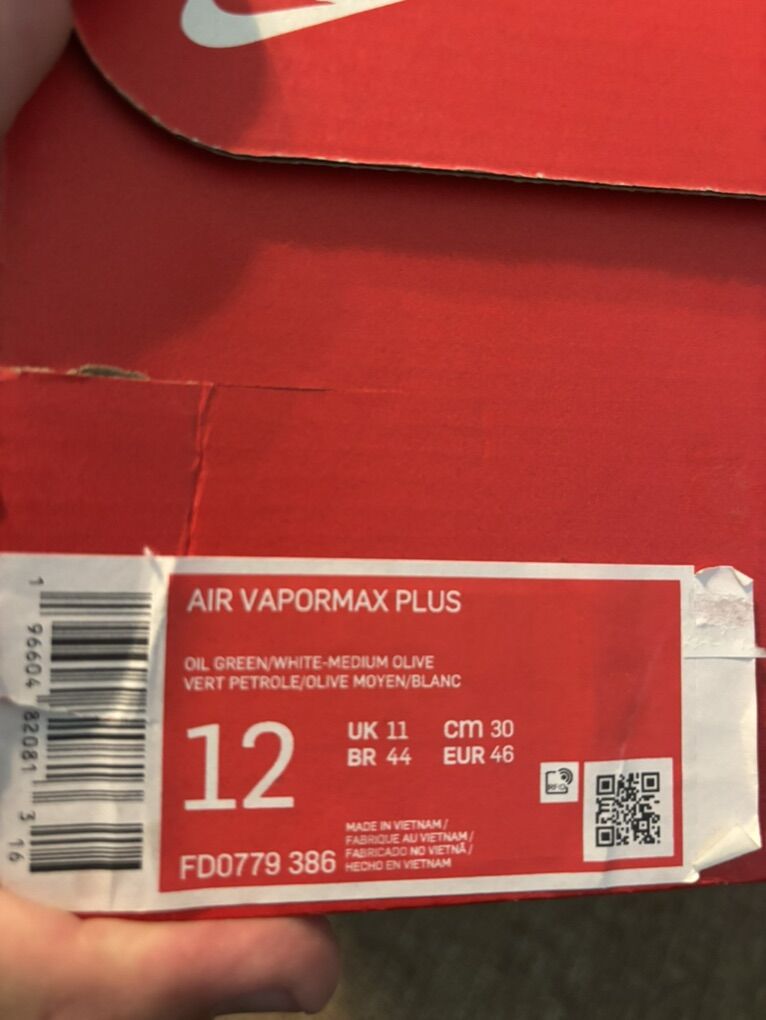 AIR VAPORMAX PLUS
OIL GREEN/WHITE-MEDIUM OLIVE
VERT PETROLE/OLIVE MOYEN/BLANC
12
UK 11 cm 30
BR 44 EUR 46
RFID
MADE IN VIETNAM /
FABRIQUE AU VIETNAM /
FABRICADO NO VIETNÃ /
HECHO EN VIETNAM
FD0779 386
1 96604 82081 3 16